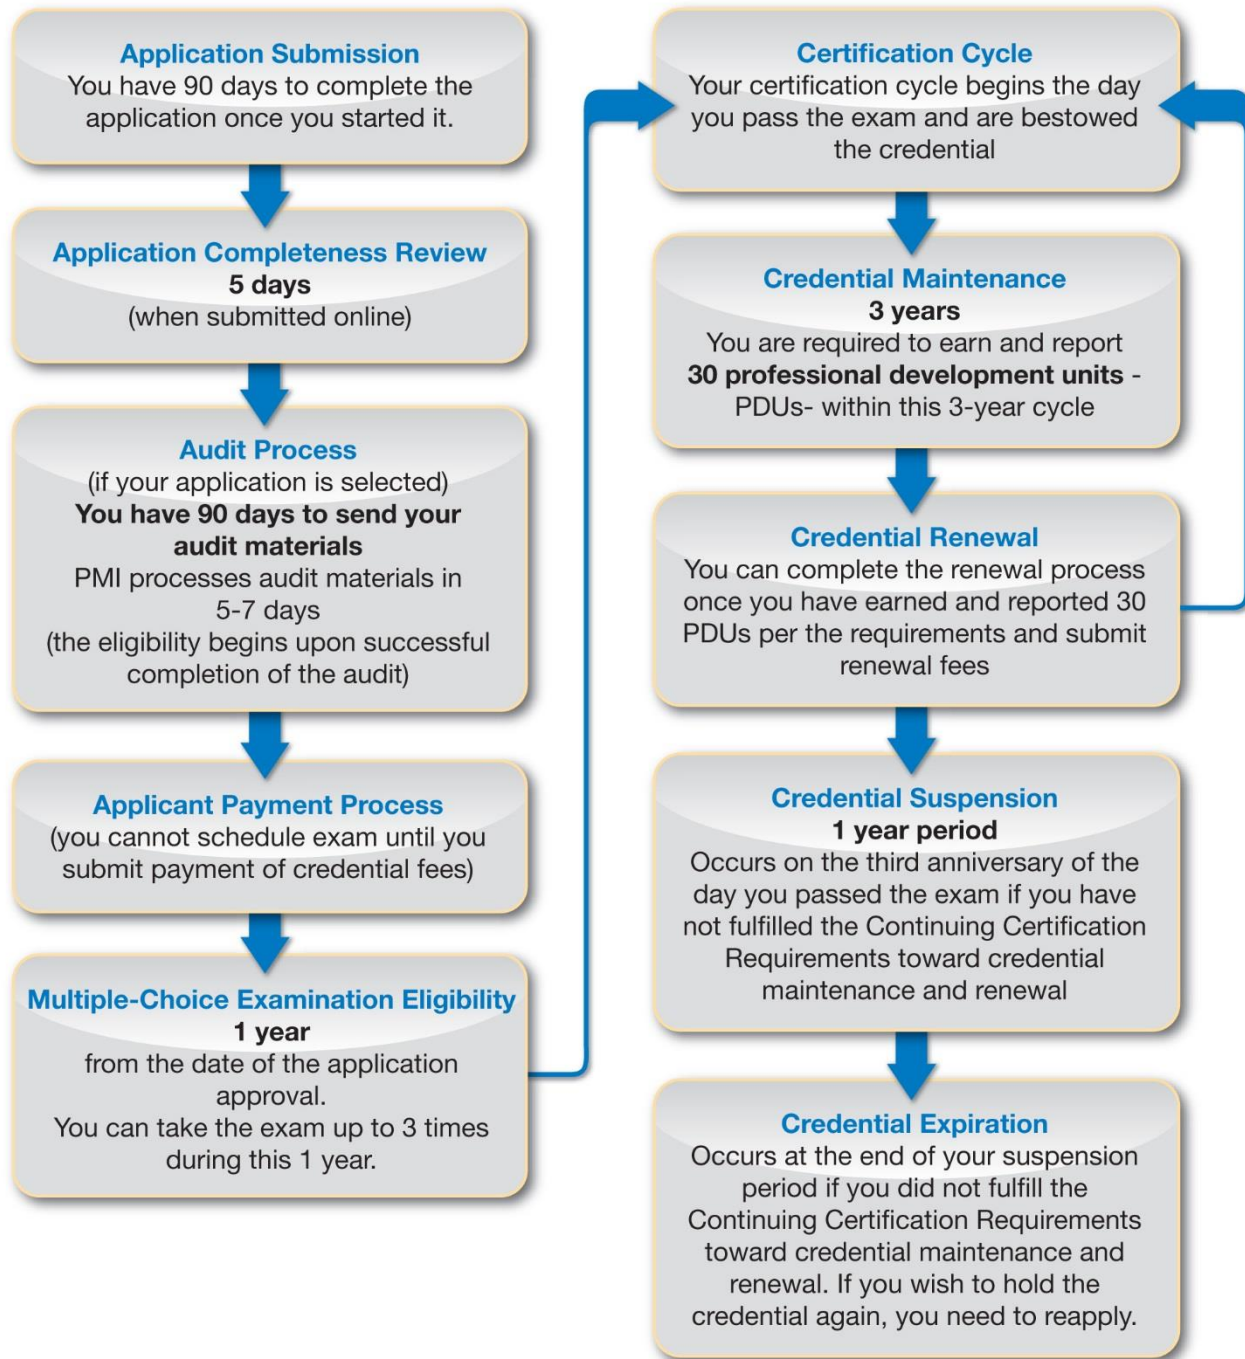 Application Submission
You have 90 days to complete the
application once you started it.
Application Completeness Review
5 days
(when submitted online)
Audit Process
(if your application is selected)
You have 90 days to send your
audit materials
PMI processes audit materials in
5-7 days
(the eligibility begins upon successful
completion of the audit)
Applicant Payment Process
(you cannot schedule exam until you
submit payment of credential fees)
Multiple-Choice Examination Eligibility
1 year
from the date of the application
approval.
You can take the exam up to 3 times
during this 1 year.
Certification Cycle
Your certification cycle begins the day
you pass the exam and are bestowed
the credential
Credential Maintenance
3 years
You are required to earn and report
30 professional development units -
PDUs- within this 3-year cycle
Credential Renewal
You can complete the renewal process
once you have earned and reported 30
PDUs per the requirements and submit
renewal fees
Credential Suspension
1 year period
Occurs on the third anniversary of the
day you passed the exam if you have
not fulfilled the Continuing Certification
Requirements toward credential
maintenance and renewal
Credential Expiration
Occurs at the end of your suspension
period if you did not fulfill the
Continuing Certification Requirements
toward credential maintenance and
renewal. If you wish to hold the
credential again, you need to reapply.